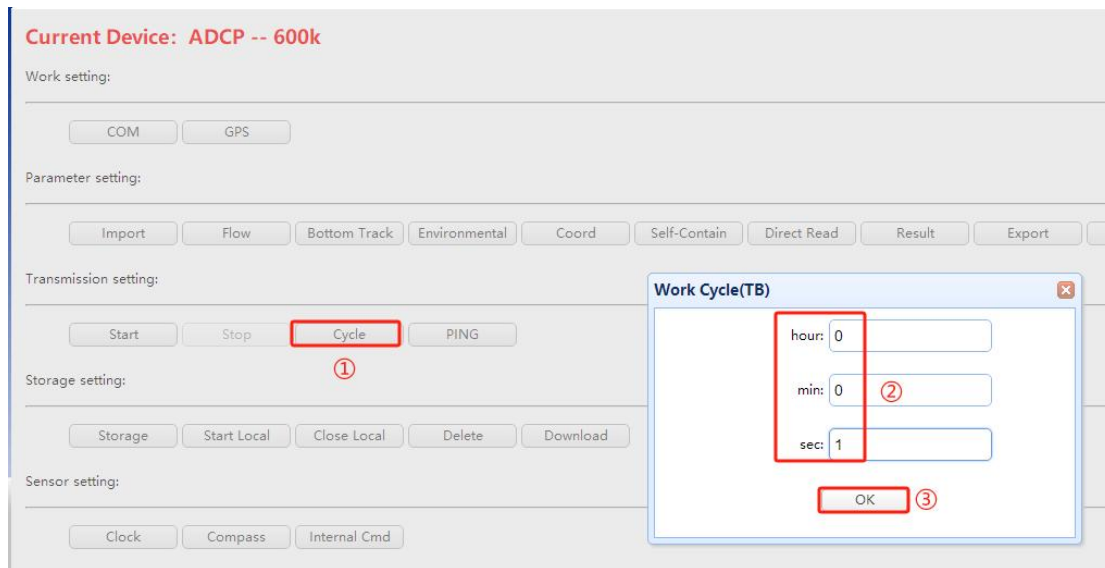 Current Device: ADCP -- 600k
Work setting:
COM GPS
Parameter setting:
Import Flow Bottom Track Environmental Coord Self-Contain Direct Read Result Export
Transmission setting:
Start Stop Cycle PING
①
Storage setting:
Storage Start Local Close Local Delete Download
Sensor setting:
Clock Compass Internal Cmd
Work Cycle(TB)
hour: 0
min: 0 ②
sec: 1
OK ③